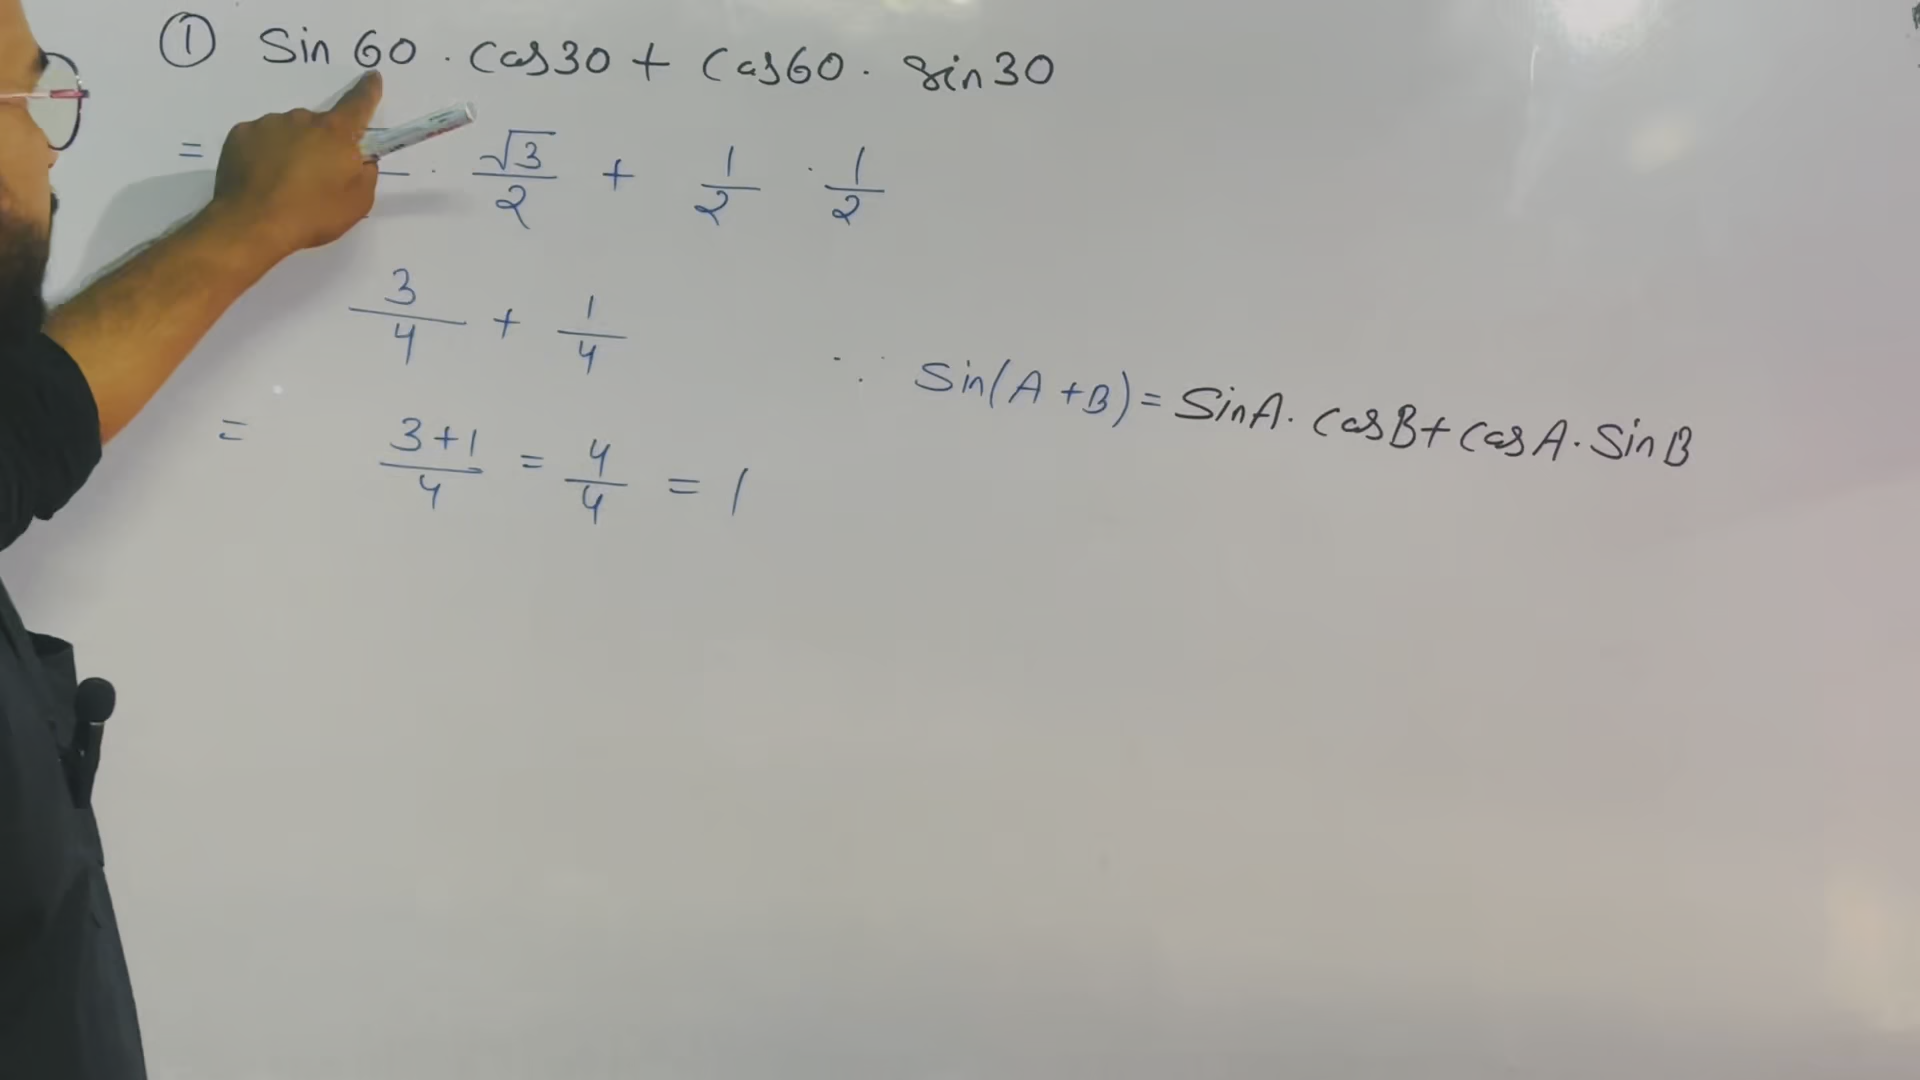 ① Sin 60 · Cos30 + Cos60 · Sin30
= · √3/2 + 1/2 · 1/2
3/4 + 1/4
∵ Sin(A+B) = SinA · CosB + CosA · SinB
= 3+1/4 = 4/4 = 1